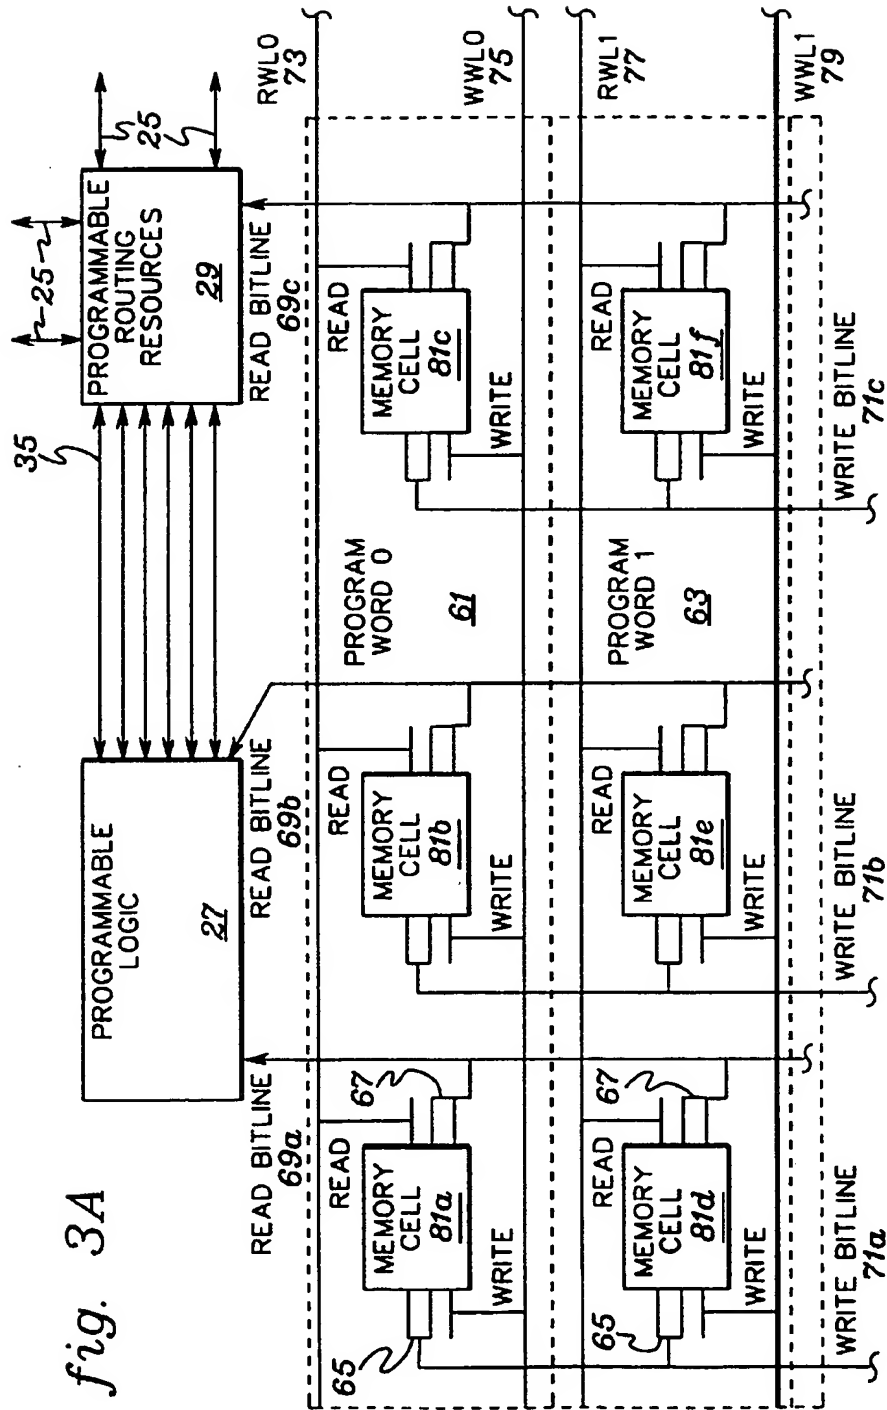 fig. 3A
PROGRAMMABLE
LOGIC
27
35
PROGRAMMABLE
ROUTING
RESOURCES
29
25
25
READ BITLINE
69a
READ BITLINE
69b
READ BITLINE
69c
RWL0
73
READ
67
READ
READ
65
MEMORY
CELL
81a
MEMORY
CELL
81b
MEMORY
CELL
81c
PROGRAM
WORD 0
61
WRITE
WRITE
WRITE
WWL0
75
RWL1
77
READ
67
READ
READ
65
MEMORY
CELL
81d
MEMORY
CELL
81e
MEMORY
CELL
81f
PROGRAM
WORD 1
63
WRITE
WRITE
WRITE
WWL1
79
WRITE BITLINE
71a
WRITE BITLINE
71b
WRITE BITLINE
71c